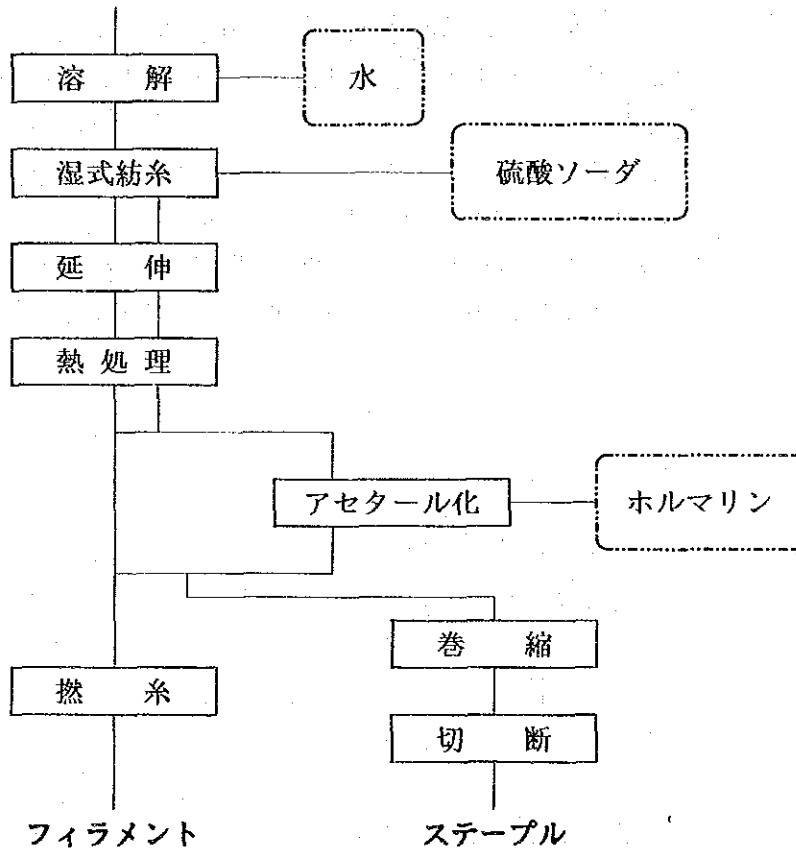 溶解
水
湿式紡糸
硫酸ソーダ
延伸
熱処理
アセタール化
ホルマリン
巻縮
撚糸
切断
フィラメント
ステープル